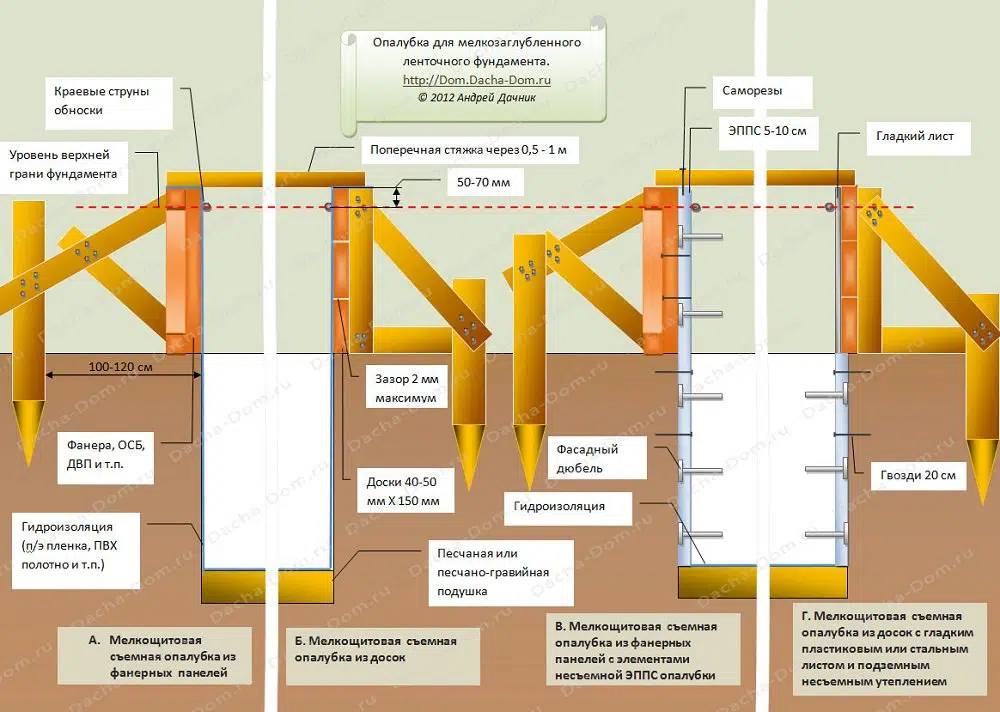 Опалубка для мелкозаглубленного
ленточного фундамента.
http://Dom.Dacha-Dom.ru
© 2012 Андрей Дачник
Краевые струны
обноски
Уровень верхней
грани фундамента
Поперечная стяжка через 0,5 - 1 м
50-70 мм
Саморезы
ЭППС 5-10 см
Гладкий лист
100-120 см
Зазор 2 мм
максимум
Фанера, ОСБ,
ДВП и т.п.
Доски 40-50
мм X 150 мм
Фасадный
дюбель
Гвозди 20 см
Гидроизоляция
Гидроизоляция
(п/э пленка, ПВХ
полотно и т.п.)
Песчаная или
песчано-гравийная
подушка
А. Мелкощитовая
съемная опалубка из
фанерных панелей
Б. Мелкощитовая съемная
опалубка из досок
В. Мелкощитовая съемная
опалубка из фанерных
панелей с элементами
несъемной ЭППС опалубки
Г. Мелкощитовая съемная
опалубка из досок с гладким
пластиковым или стальным
листом и подземным
несъемным утеплением
Dacha-Dom.ru